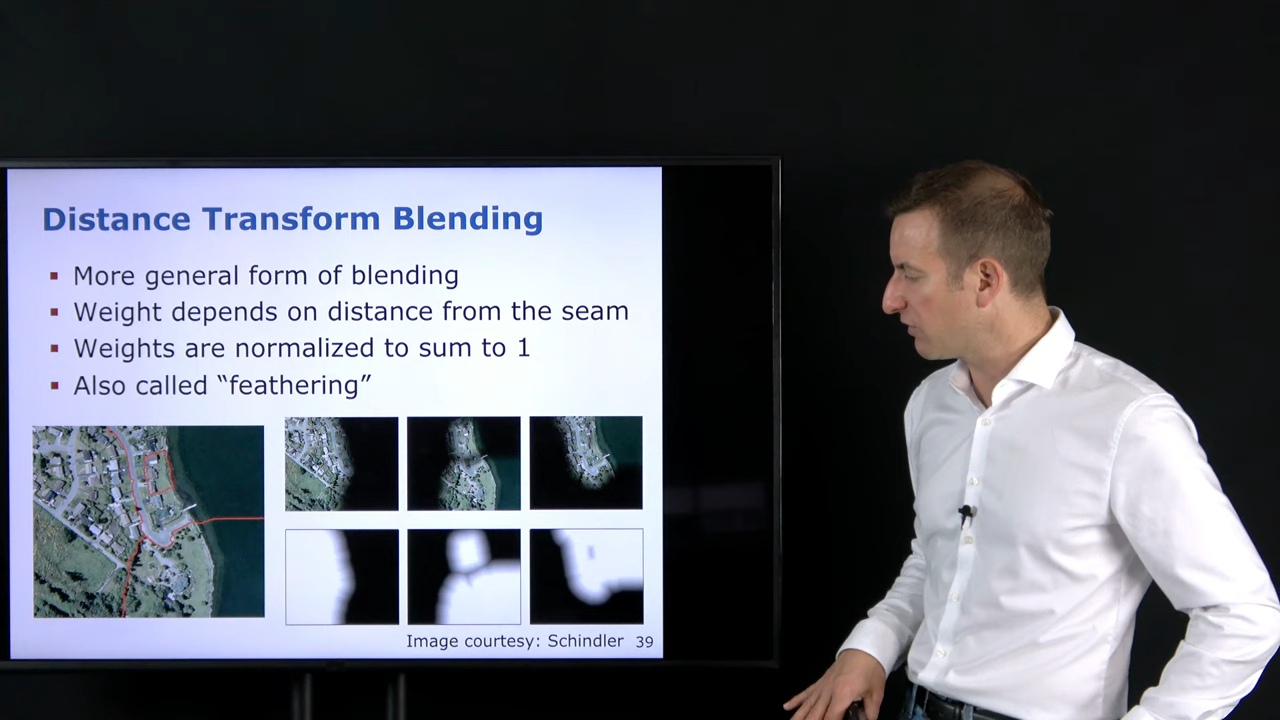 Distance Transform Blending
▪ More general form of blending
▪ Weight depends on distance from the seam
▪ Weights are normalized to sum to 1
▪ Also called “feathering”
Image courtesy: Schindler 39